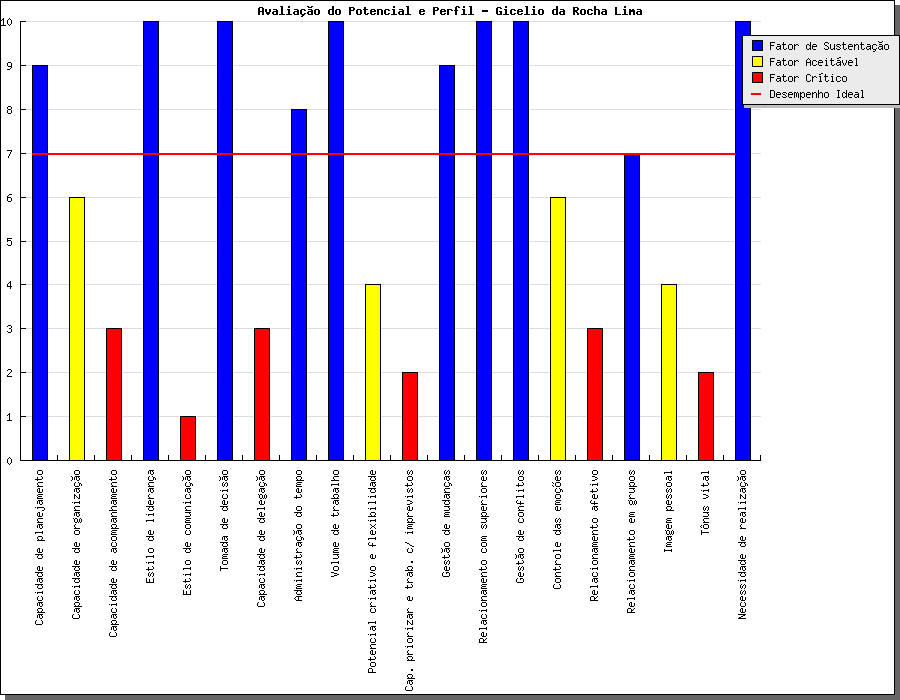 Avaliação do Potencial e Perfil - Gicelio da Rocha Lima
Fator de Sustentação
Fator Aceitável
Fator Crítico
Desempenho Ideal
10
9
8
7
6
5
4
3
2
1
0
Capacidade de planejamento
Capacidade de organização
Capacidade de acompanhamento
Estilo de liderança
Estilo de comunicação
Tomada de decisão
Capacidade de delegação
Administração do tempo
Volume de trabalho
Potencial criativo e flexibilidade
Cap. priorizar e trab. c/ imprevistos
Gestão de mudanças
Relacionamento com superiores
Gestão de conflitos
Controle das emoções
Relacionamento afetivo
Relacionamento em grupos
Imagem pessoal
Tônus vital
Necessidade de realização